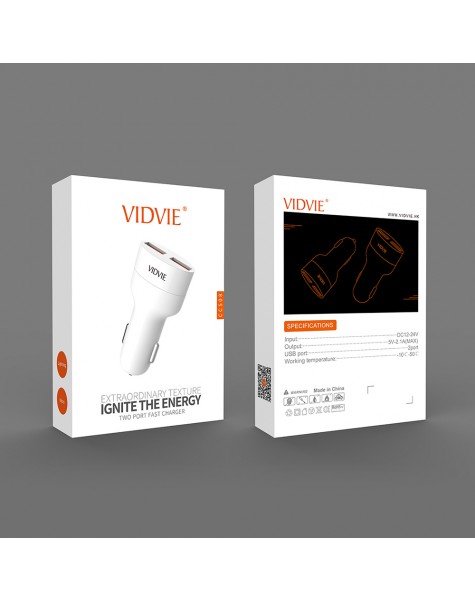 VIDVIE®
VIDVIE
EXTRAORDINARY TEXTURE
IGNITE THE ENERGY
TWO PORT FAST CHARGER
VIDVIE®
WWW.VIDVIE.HK
SPECIFICATIONS
Input: DC12-24V
Output: 5V-2.1A(MAX)
USB port: 2port
Working temperature:
WARNING Made in China